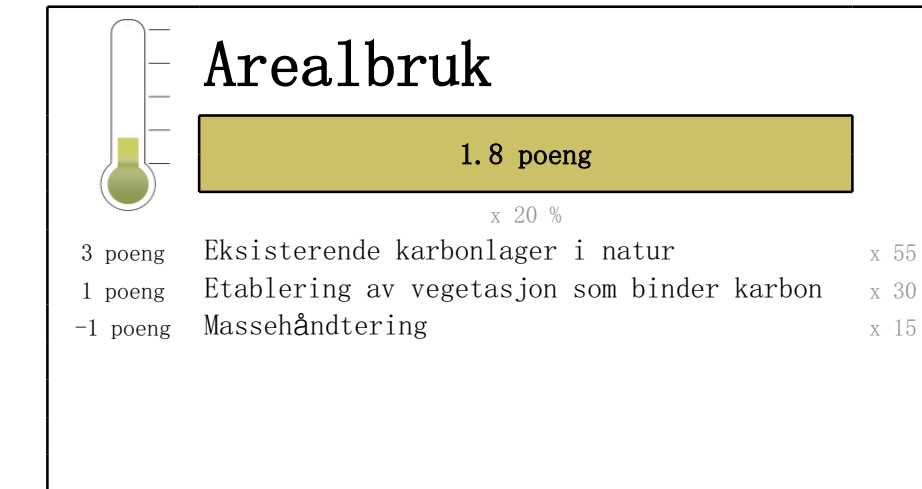 Arealbruk
1.8 poeng
x 20 %
3 poeng Eksisterende karbonlager i natur x 55
1 poeng Etablering av vegetasjon som binder karbon x 30
-1 poeng Massehåndtering x 15